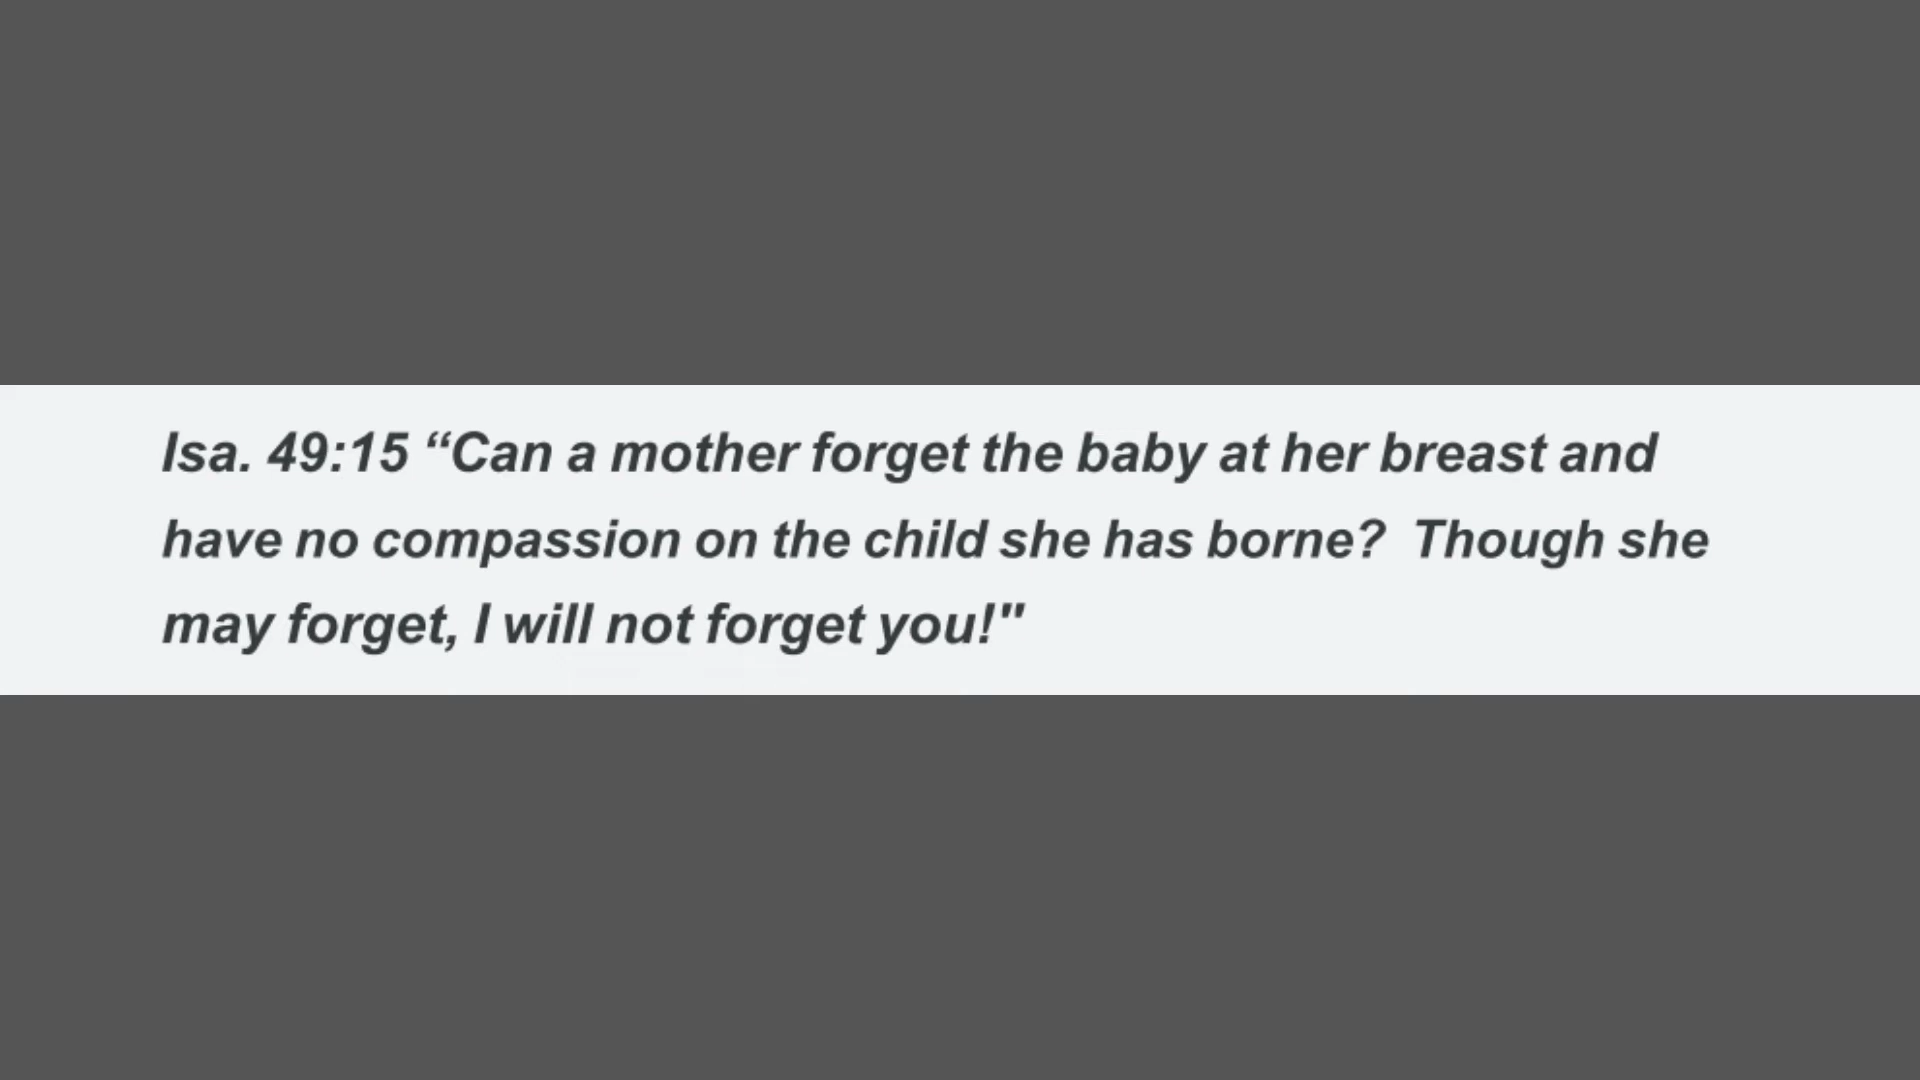 Isa. 49:15 “Can a mother forget the baby at her breast and
have no compassion on the child she has borne?  Though she
may forget, I will not forget you!"